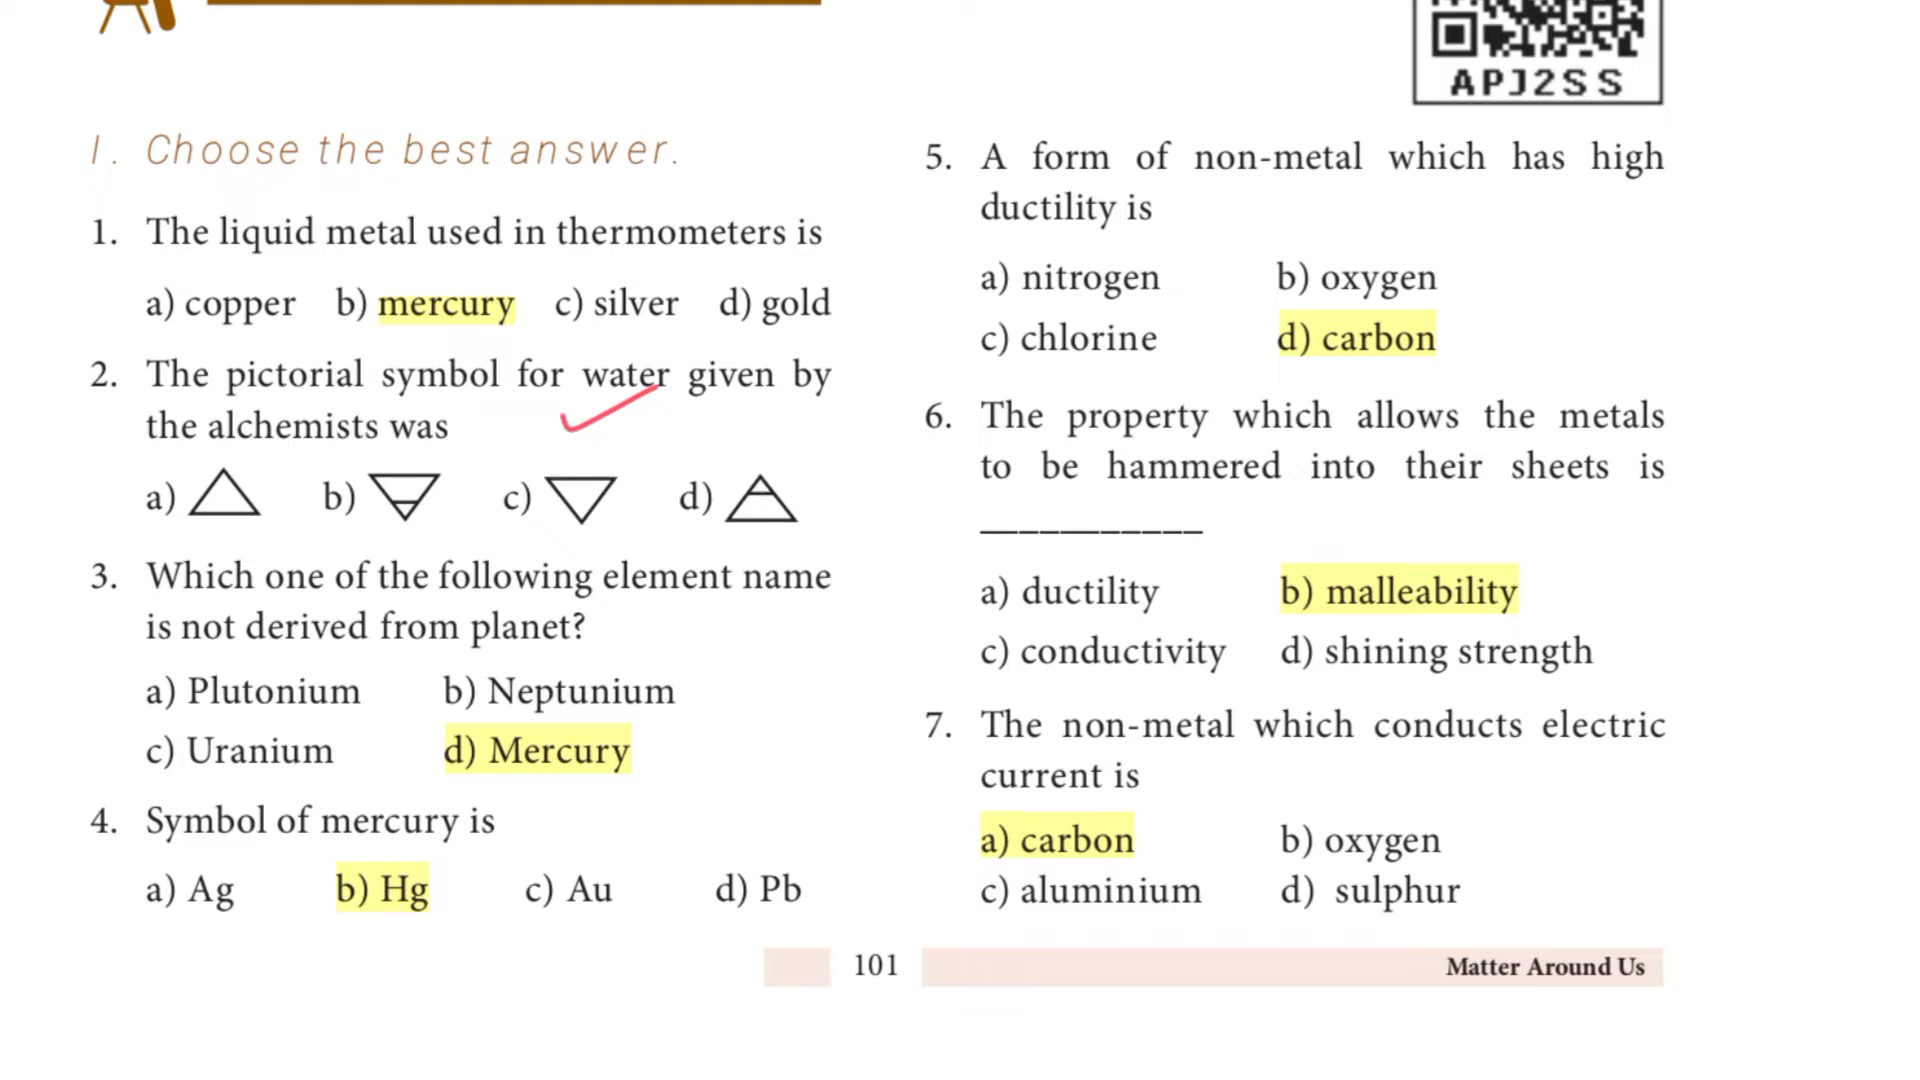 APJ2SS
I. Choose the best answer.
1. The liquid metal used in thermometers is
a) copper b) mercury c) silver d) gold
2. The pictorial symbol for water given by
the alchemists was
a) b) c) d)
3. Which one of the following element name
is not derived from planet?
a) Plutonium b) Neptunium
c) Uranium d) Mercury
4. Symbol of mercury is
a) Ag b) Hg c) Au d) Pb
5. A form of non-metal which has high
ductility is
a) nitrogen b) oxygen
c) chlorine d) carbon
6. The property which allows the metals
to be hammered into their sheets is
___________
a) ductility b) malleability
c) conductivity d) shining strength
7. The non-metal which conducts electric
current is
a) carbon b) oxygen
c) aluminium d) sulphur
101 Matter Around Us